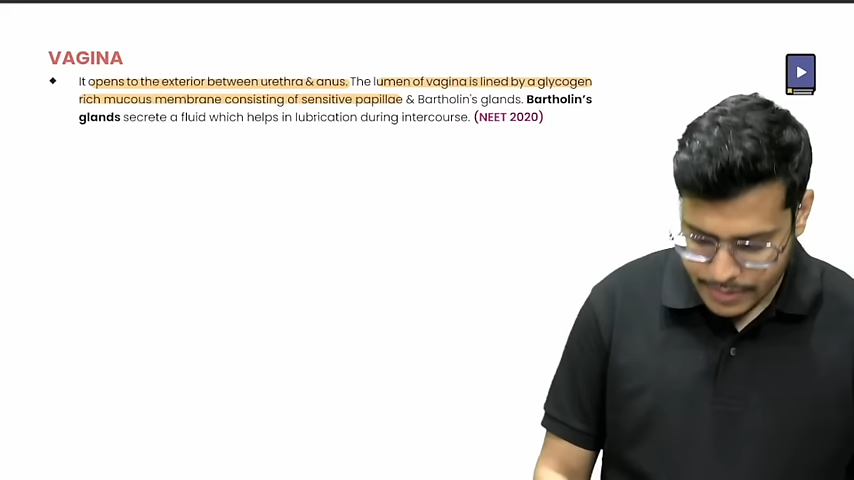 VAGINA
It opens to the exterior between urethra & anus. The lumen of vagina is lined by a glycogen
rich mucous membrane consisting of sensitive papillae & Bartholin's glands. Bartholin's
glands secrete a fluid which helps in lubrication during intercourse. (NEET 2020)